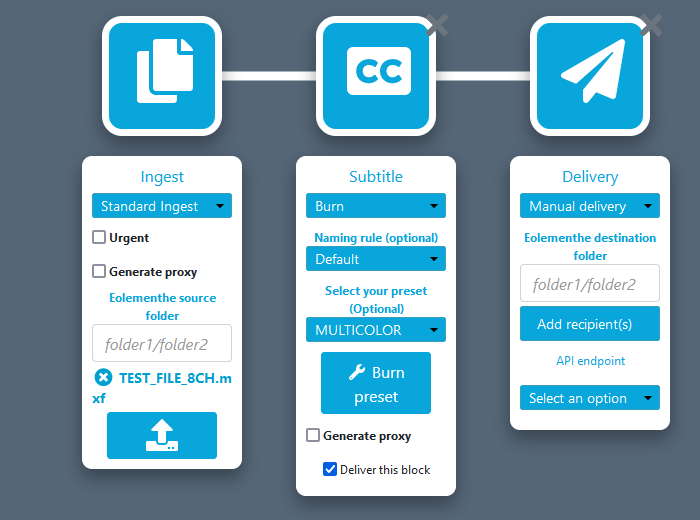 CC
Ingest
Standard Ingest
Urgent
Generate proxy
Eolementhe source
folder
folder1/folder2
TEST_FILE_8CH.m
xf
Subtitle
Burn
Naming rule (optional)
Default
Select your preset
(Optional)
MULTICOLOR
Burn
preset
Generate proxy
Deliver this block
Delivery
Manual delivery
Eolementhe destination
folder
folder1/folder2
Add recipient(s)
API endpoint
Select an option